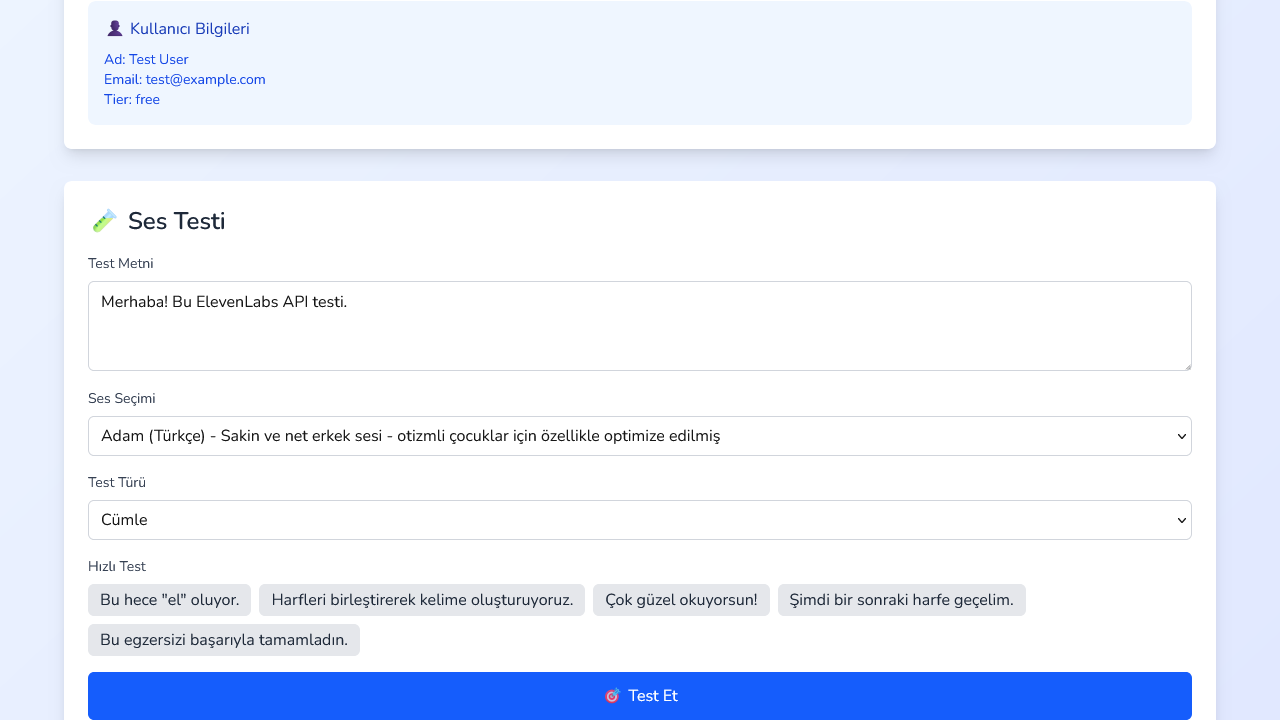 Kullanıcı Bilgileri
Ad: Test User
Email: test@example.com
Tier: free
Ses Testi
Test Metni
Merhaba! Bu ElevenLabs API testi.
Ses Seçimi
Adam (Türkçe) - Sakin ve net erkek sesi - otizmli çocuklar için özellikle optimize edilmiş
Test Türü
Cümle
Hızlı Test
Bu hece "el" oluyor. Harfleri birleştirerek kelime oluşturuyoruz. Çok güzel okuyorsun! Şimdi bir sonraki harfe geçelim.
Bu egzersizi başarıyla tamamladın.
Test Et